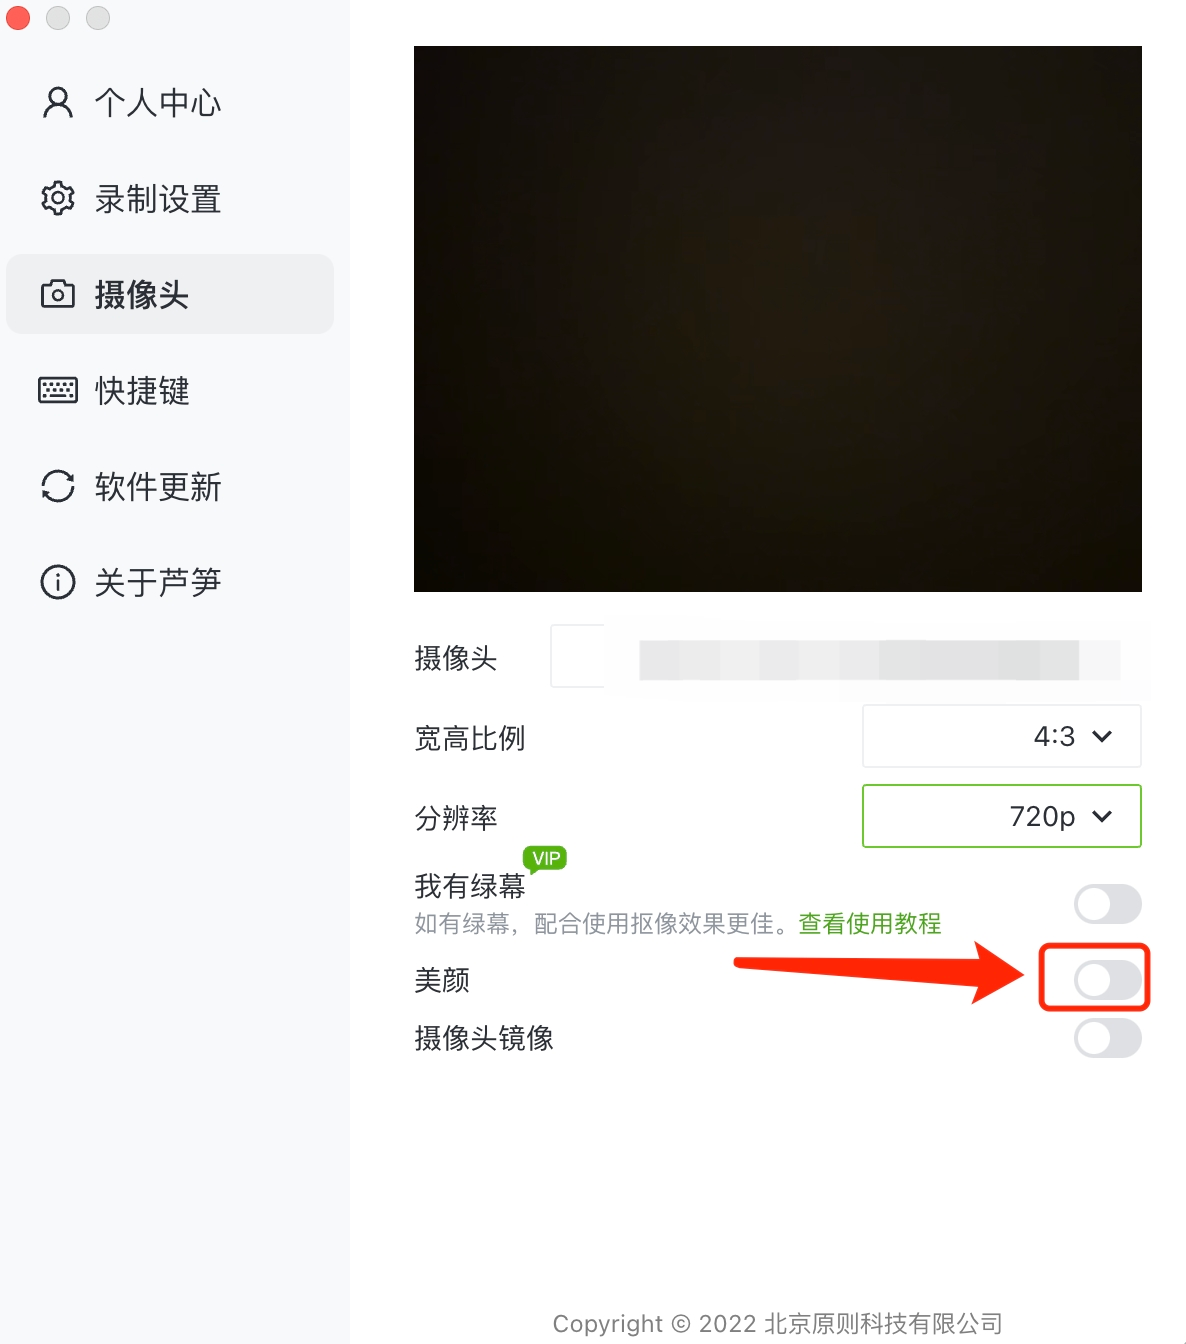 个人中心
录制设置
摄像头
快捷键
软件更新
关于芦笋
摄像头
宽高比例
4:3
分辨率
720p
我有绿幕
VIP
如有绿幕，配合使用抠像效果更佳。查看使用教程
美颜
摄像头镜像
Copyright © 2022 北京原则科技有限公司